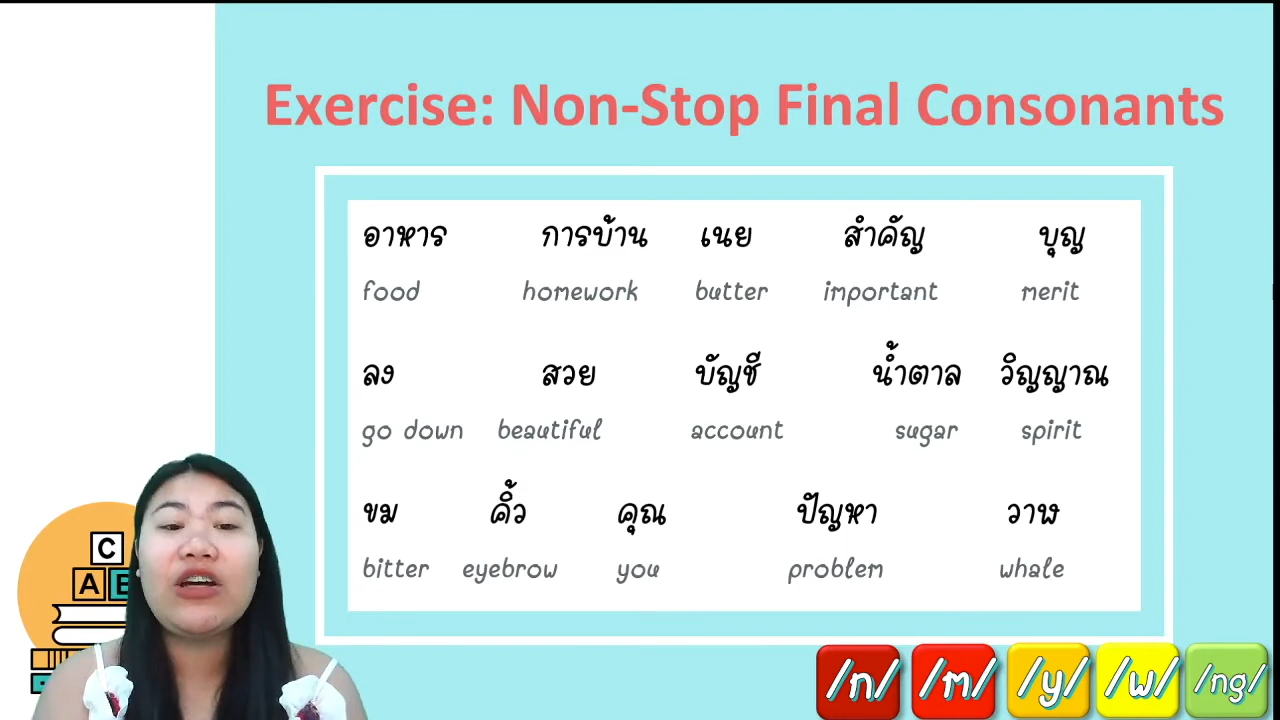 Exercise: Non-Stop Final Consonants
อาหาร การบ้าน เนย สำคัญ บุญ
food homework butter important merit
ลง สวย บัญชี น้ำตาล วิญญาณ
go down beautiful account sugar spirit
ขม คิ้ว คุณ ปัญหา วาฬ
bitter eyebrow you problem whale
C
A
/n/ /m/ /y/ /w/ /ng/